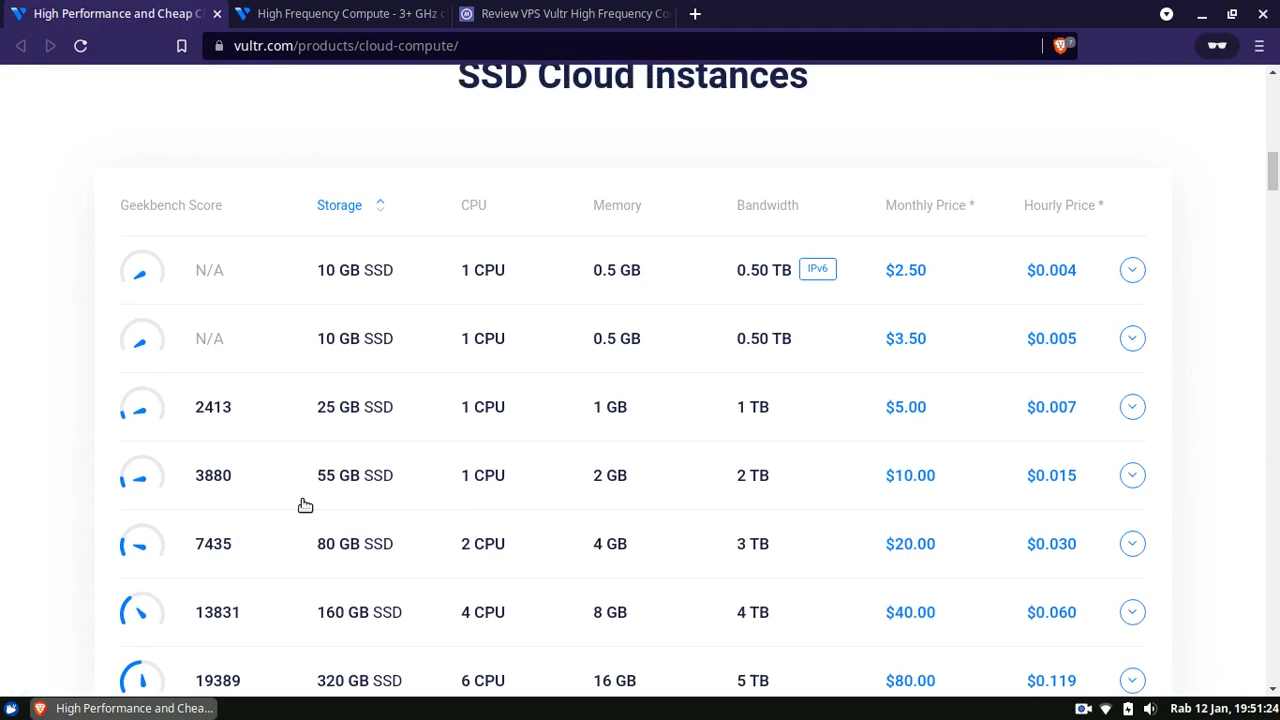 High Performance and Cheap C
High Frequency Compute - 3+ GHz c
Review VPS Vultr High Frequency Co
vultr.com/products/cloud-compute/
7
SSD Cloud Instances
Geekbench Score Storage CPU Memory Bandwidth Monthly Price * Hourly Price *
N/A 10 GB SSD 1 CPU 0.5 GB 0.50 TB IPv6 $2.50 $0.004
N/A 10 GB SSD 1 CPU 0.5 GB 0.50 TB $3.50 $0.005
2413 25 GB SSD 1 CPU 1 GB 1 TB $5.00 $0.007
3880 55 GB SSD 1 CPU 2 GB 2 TB $10.00 $0.015
7435 80 GB SSD 2 CPU 4 GB 3 TB $20.00 $0.030
13831 160 GB SSD 4 CPU 8 GB 4 TB $40.00 $0.060
19389 320 GB SSD 6 CPU 16 GB 5 TB $80.00 $0.119
High Performance and Chea...
Rab 12 Jan, 19:51:24